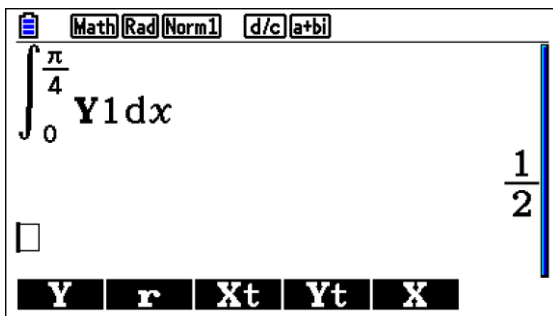 Math Rad Norm1 d/c a+bi
∫₀^(π/4) Y1dx
1/2
Y r Xt Yt X